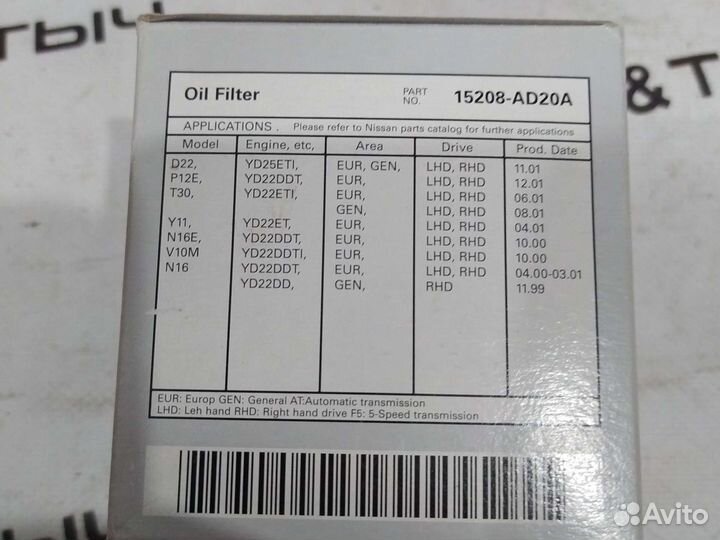 ТЫЧ
& Т
Oil Filter PART NO. 15208-AD20A
APPLICATIONS . Please refer to Nissan parts catalog for further applications
Model Engine, etc, Area Drive Prod. Date
D22, YD25ETI, EUR, GEN, LHD, RHD 11.01
P12E, YD22DDT, EUR, LHD, RHD 12.01
T30, YD22ETI, EUR, LHD, RHD 06.01
GEN, LHD, RHD 08.01
Y11, YD22ET, EUR, LHD, RHD 04.01
N16E, YD22DDT, EUR, LHD, RHD 10.00
V10M YD22DDTI, EUR, LHD, RHD 10.00
N16 YD22DDT, EUR, LHD, RHD 04.00-03.01
YD22DD, GEN, RHD 11.99
EUR: Europ GEN: General AT:Automatic transmission
LHD: Leh hand RHD: Right hand drive F5: 5-Speed transmission
ТЫЧ
Avito